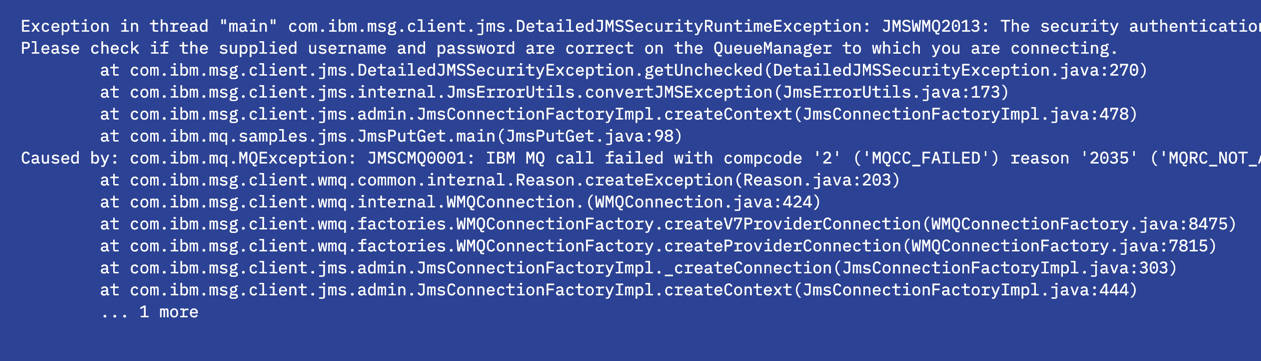 Exception in thread "main" com.ibm.msg.client.jms.DetailedJMSSecurityRuntimeException: JMSWMQ2013: The security authentication
Please check if the supplied username and password are correct on the QueueManager to which you are connecting.
at com.ibm.msg.client.jms.DetailedJMSSecurityException.getUnchecked(DetailedJMSSecurityException.java:270)
at com.ibm.msg.client.jms.internal.JmsErrorUtils.convertJMSException(JmsErrorUtils.java:173)
at com.ibm.msg.client.jms.admin.JmsConnectionFactoryImpl.createContext(JmsConnectionFactoryImpl.java:478)
at com.ibm.mq.samples.jms.JmsPutGet.main(JmsPutGet.java:98)
Caused by: com.ibm.mq.MQException: JMSCMQ0001: IBM MQ call failed with compcode '2' ('MQCC_FAILED') reason '2035' ('MQRC_NOT_
at com.ibm.msg.client.wmq.common.internal.Reason.createException(Reason.java:203)
at com.ibm.msg.client.wmq.internal.WMQConnection.(WMQConnection.java:424)
at com.ibm.msg.client.wmq.factories.WMQConnectionFactory.createV7ProviderConnection(WMQConnectionFactory.java:8475)
at com.ibm.msg.client.wmq.factories.WMQConnectionFactory.createProviderConnection(WMQConnectionFactory.java:7815)
at com.ibm.msg.client.jms.admin.JmsConnectionFactoryImpl._createConnection(JmsConnectionFactoryImpl.java:303)
at com.ibm.msg.client.jms.admin.JmsConnectionFactoryImpl.createContext(JmsConnectionFactoryImpl.java:444)
... 1 more